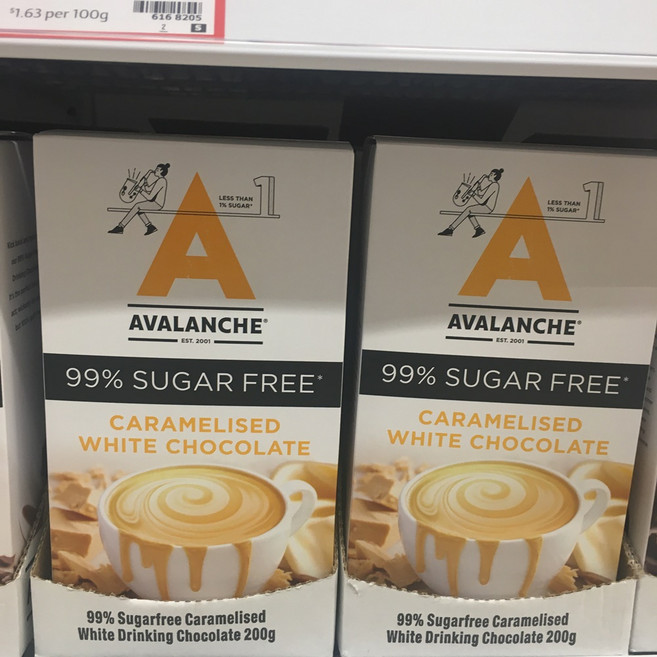 $1.63 per 100g
616 8205
2
S
LESS THAN
1% SUGAR*
1
A
AVALANCHE®
EST. 2001
99% SUGAR FREE*
CARAMELISED
WHITE CHOCOLATE
99% Sugarfree Caramelised
White Drinking Chocolate 200g
LESS THAN
1% SUGAR*
1
A
AVALANCHE®
EST. 2001
99% SUGAR FREE*
CARAMELISED
WHITE CHOCOLATE
99% Sugarfree Caramelised
White Drinking Chocolate 200g